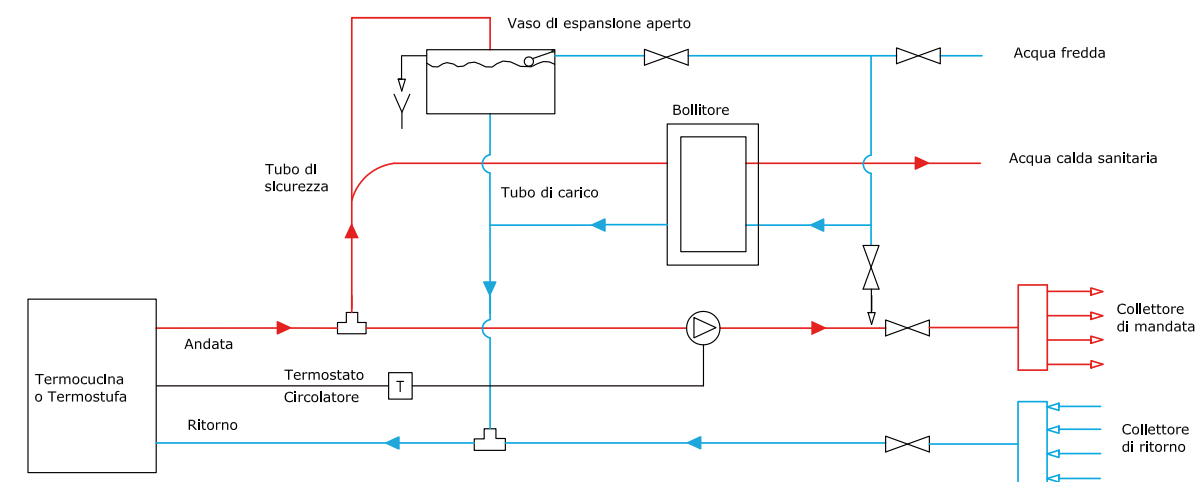 Vaso di espansione aperto
Acqua fredda
Bollitore
Acqua calda sanitaria
Tubo di
sicurezza
Tubo di carico
Andata
Collettore
di mandata
Termocucina
o Termostufa
Termostato
Circolatore
T
Ritorno
Collettore
di ritorno